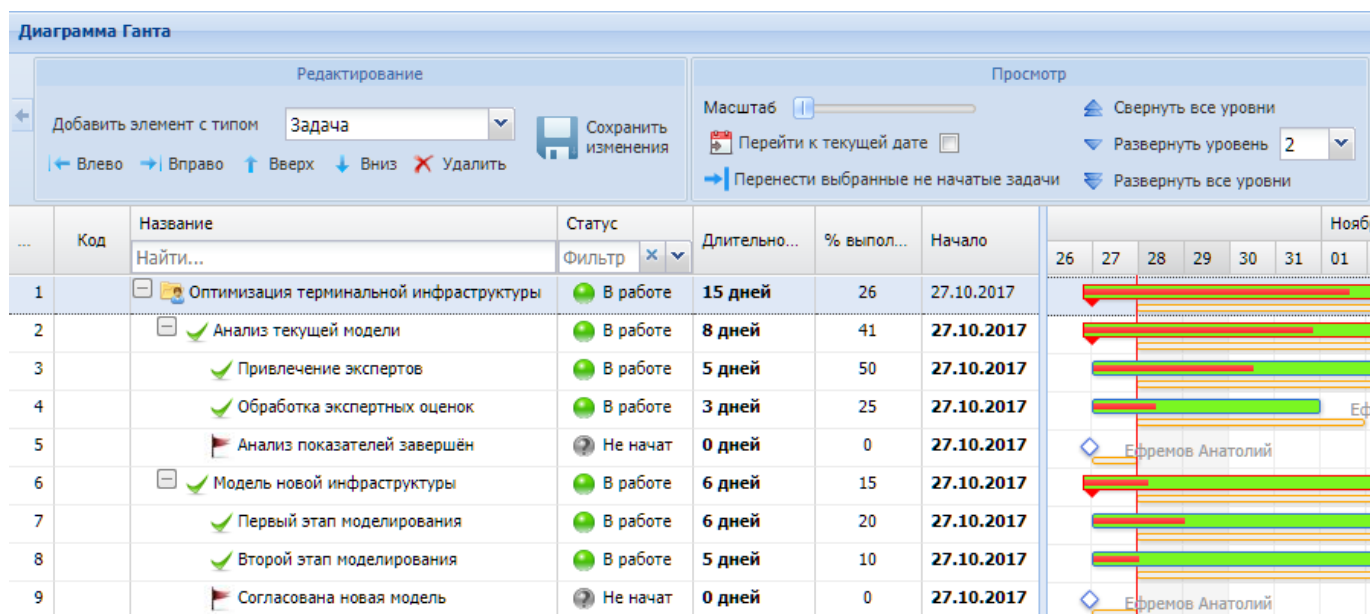 Диаграмма Ганта
Редактирование
Просмотр
Добавить элемент с типом Задача
Сохранить изменения
Влево Вправо Вверх Вниз Удалить
Масштаб
Перейти к текущей дате
Перенести выбранные не начатые задачи
Свернуть все уровни
Развернуть уровень 2
Развернуть все уровни
... Код Название Статус Длительно... % выпол... Начало Нояб
Найти... Фильтр 26 27 28 29 30 31 01
1 Оптимизация терминальной инфраструктуры В работе 15 дней 26 27.10.2017
2 Анализ текущей модели В работе 8 дней 41 27.10.2017
3 Привлечение экспертов В работе 5 дней 50 27.10.2017
4 Обработка экспертных оценок В работе 3 дней 25 27.10.2017 Еф
5 Анализ показателей завершён Не начат 0 дней 0 27.10.2017 Ефремов Анатолий
6 Модель новой инфраструктуры В работе 6 дней 15 27.10.2017
7 Первый этап моделирования В работе 6 дней 20 27.10.2017
8 Второй этап моделирования В работе 5 дней 10 27.10.2017
9 Согласована новая модель Не начат 0 дней 0 27.10.2017 Ефремов Анатолий